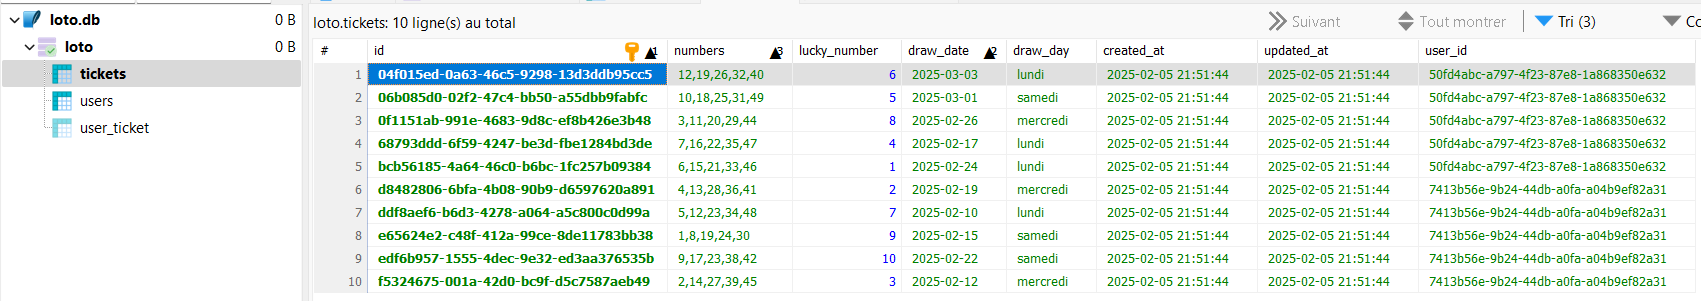 loto.db 0 B
loto 0 B
tickets
users
user_ticket
loto.tickets: 10 ligne(s) au total Suivant Tout montrer Tri (3) Co
# id 1 numbers 3 lucky_number draw_date 2 draw_day created_at updated_at user_id
1 04f015ed-0a63-46c5-9298-13d3ddb95cc5 12,19,26,32,40 6 2025-03-03 lundi 2025-02-05 21:51:44 2025-02-05 21:51:44 50fd4abc-a797-4f23-87e8-1a868350e632
2 06b085d0-02f2-47c4-bb50-a55dbb9fabfc 10,18,25,31,49 5 2025-03-01 samedi 2025-02-05 21:51:44 2025-02-05 21:51:44 50fd4abc-a797-4f23-87e8-1a868350e632
3 0f1151ab-991e-4683-9d8c-ef8b426e3b48 3,11,20,29,44 8 2025-02-26 mercredi 2025-02-05 21:51:44 2025-02-05 21:51:44 50fd4abc-a797-4f23-87e8-1a868350e632
4 68793ddd-6f59-4247-be3d-fbe1284bd3de 7,16,22,35,47 4 2025-02-17 lundi 2025-02-05 21:51:44 2025-02-05 21:51:44 50fd4abc-a797-4f23-87e8-1a868350e632
5 bcb56185-4a64-46c0-b6bc-1fc257b09384 6,15,21,33,46 1 2025-02-24 lundi 2025-02-05 21:51:44 2025-02-05 21:51:44 50fd4abc-a797-4f23-87e8-1a868350e632
6 d8482806-6bfa-4b08-90b9-d6597620a891 4,13,28,36,41 2 2025-02-19 mercredi 2025-02-05 21:51:44 2025-02-05 21:51:44 7413b56e-9b24-44db-a0fa-a04b9ef82a31
7 ddf8aef6-b6d3-4278-a064-a5c800c0d99a 5,12,23,34,48 7 2025-02-10 lundi 2025-02-05 21:51:44 2025-02-05 21:51:44 7413b56e-9b24-44db-a0fa-a04b9ef82a31
8 e65624e2-c48f-412a-99ce-8de11783bb38 1,8,19,24,30 9 2025-02-15 samedi 2025-02-05 21:51:44 2025-02-05 21:51:44 7413b56e-9b24-44db-a0fa-a04b9ef82a31
9 edf6b957-1555-4dec-9e32-ed3aa376535b 9,17,23,38,42 10 2025-02-22 samedi 2025-02-05 21:51:44 2025-02-05 21:51:44 7413b56e-9b24-44db-a0fa-a04b9ef82a31
10 f5324675-001a-42d0-bc9f-d5c7587aeb49 2,14,27,39,45 3 2025-02-12 mercredi 2025-02-05 21:51:44 2025-02-05 21:51:44 7413b56e-9b24-44db-a0fa-a04b9ef82a31